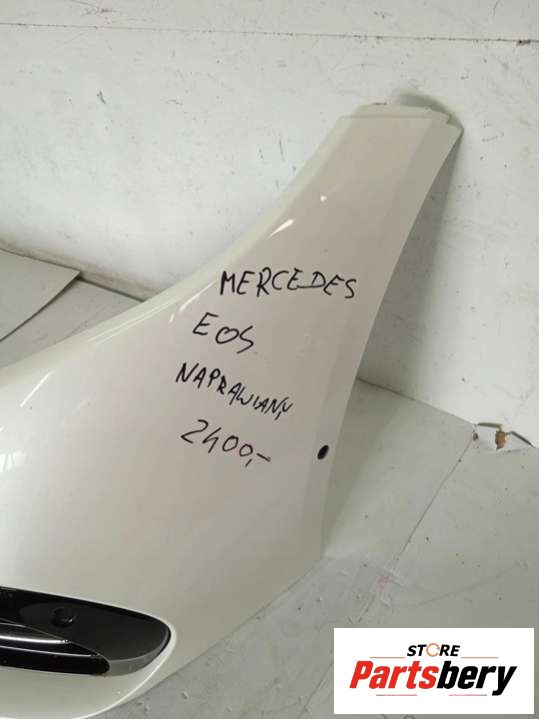 MERCEDES
EOS
NAPRAWIANY
2400,-
STORE
Partsbery